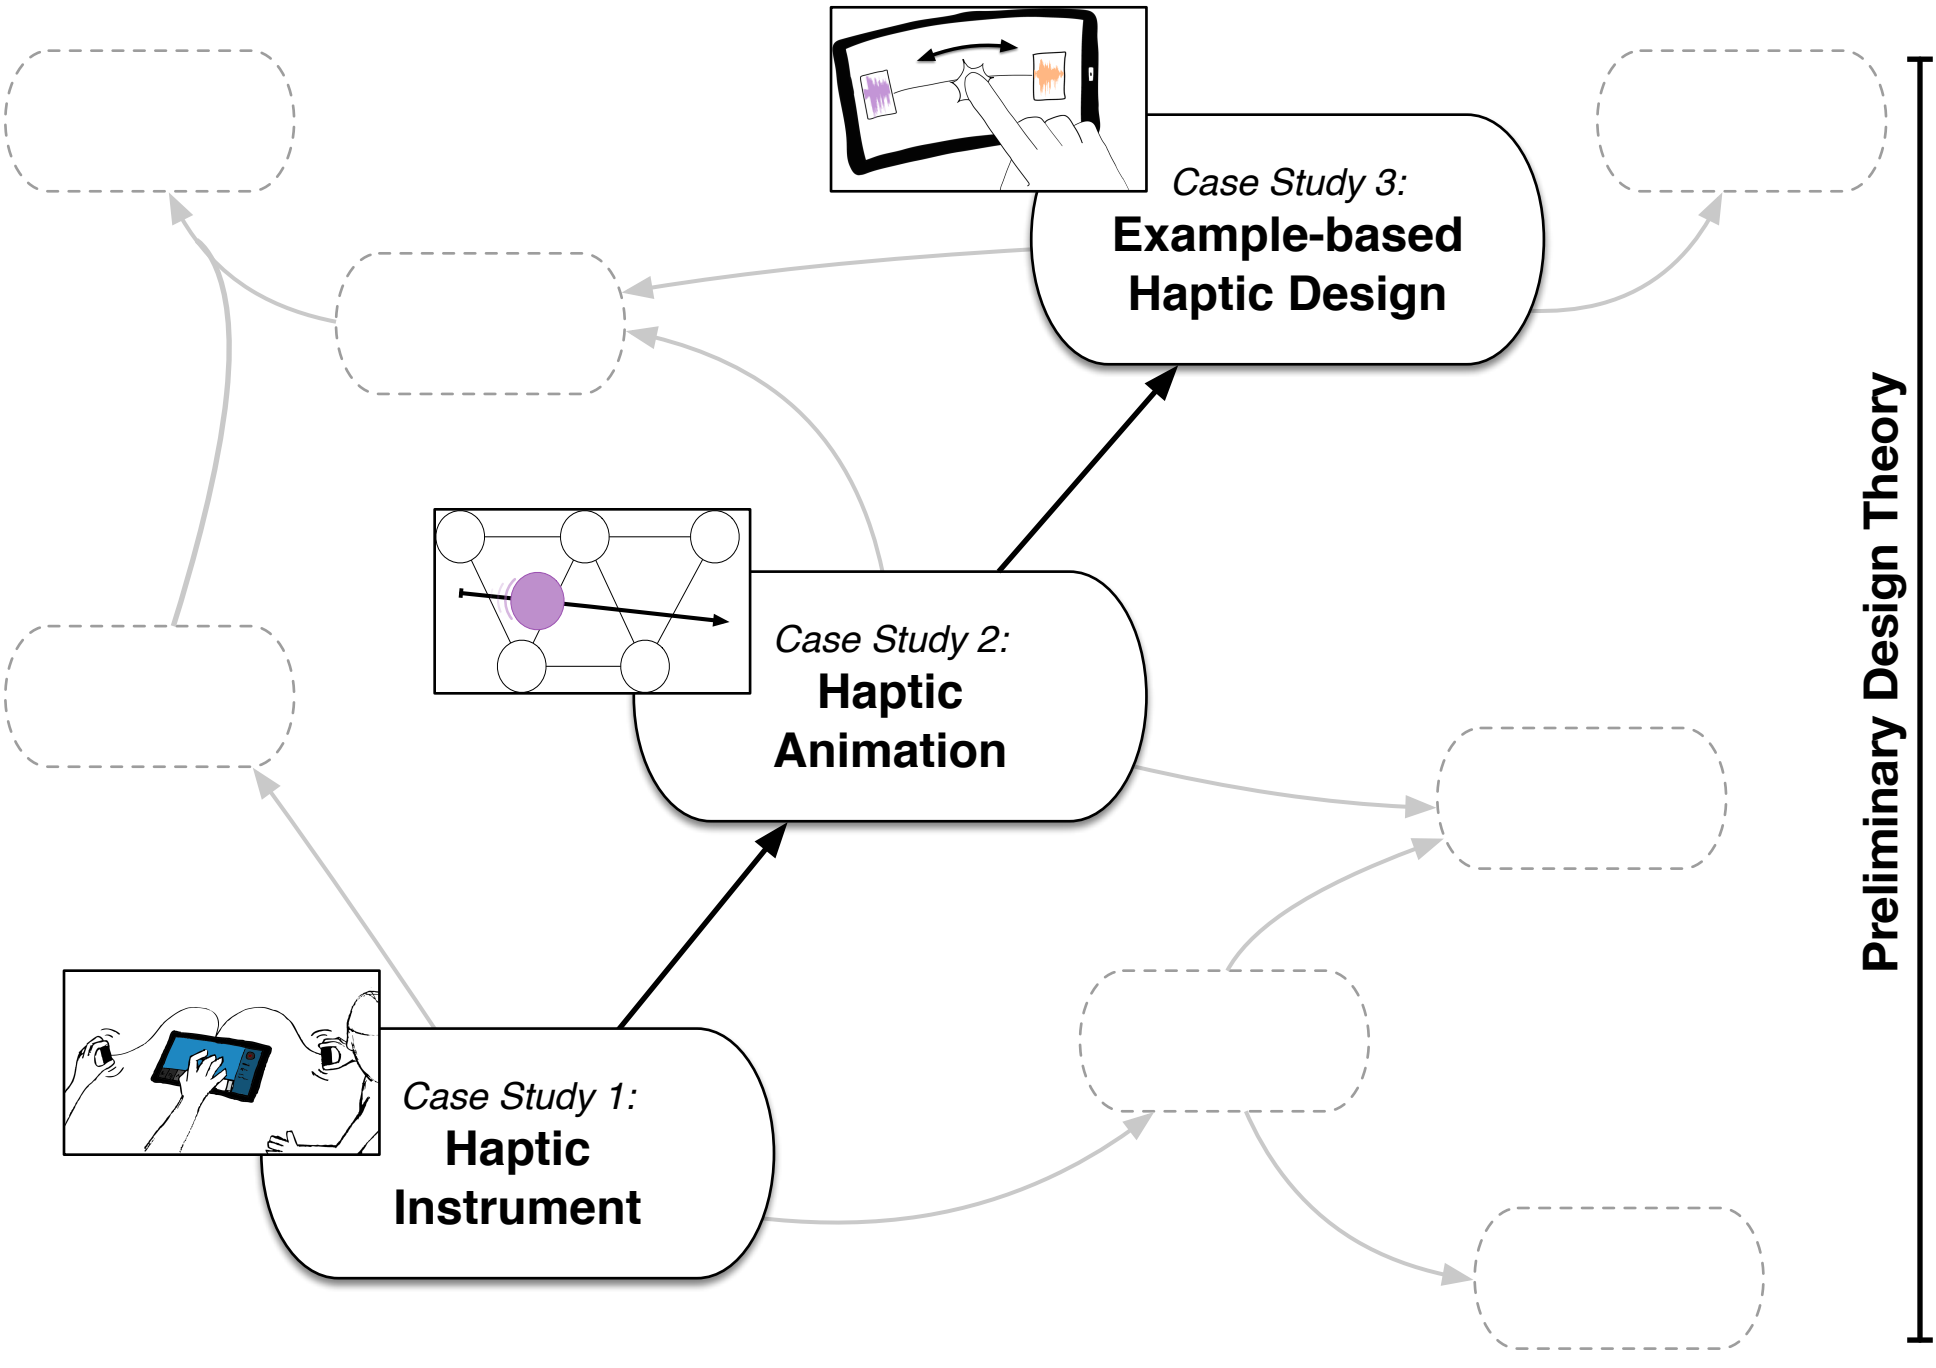 Case Study 3:
Example-based
Haptic Design
Case Study 2:
Haptic
Animation
Case Study 1:
Haptic
Instrument
Preliminary Design Theory